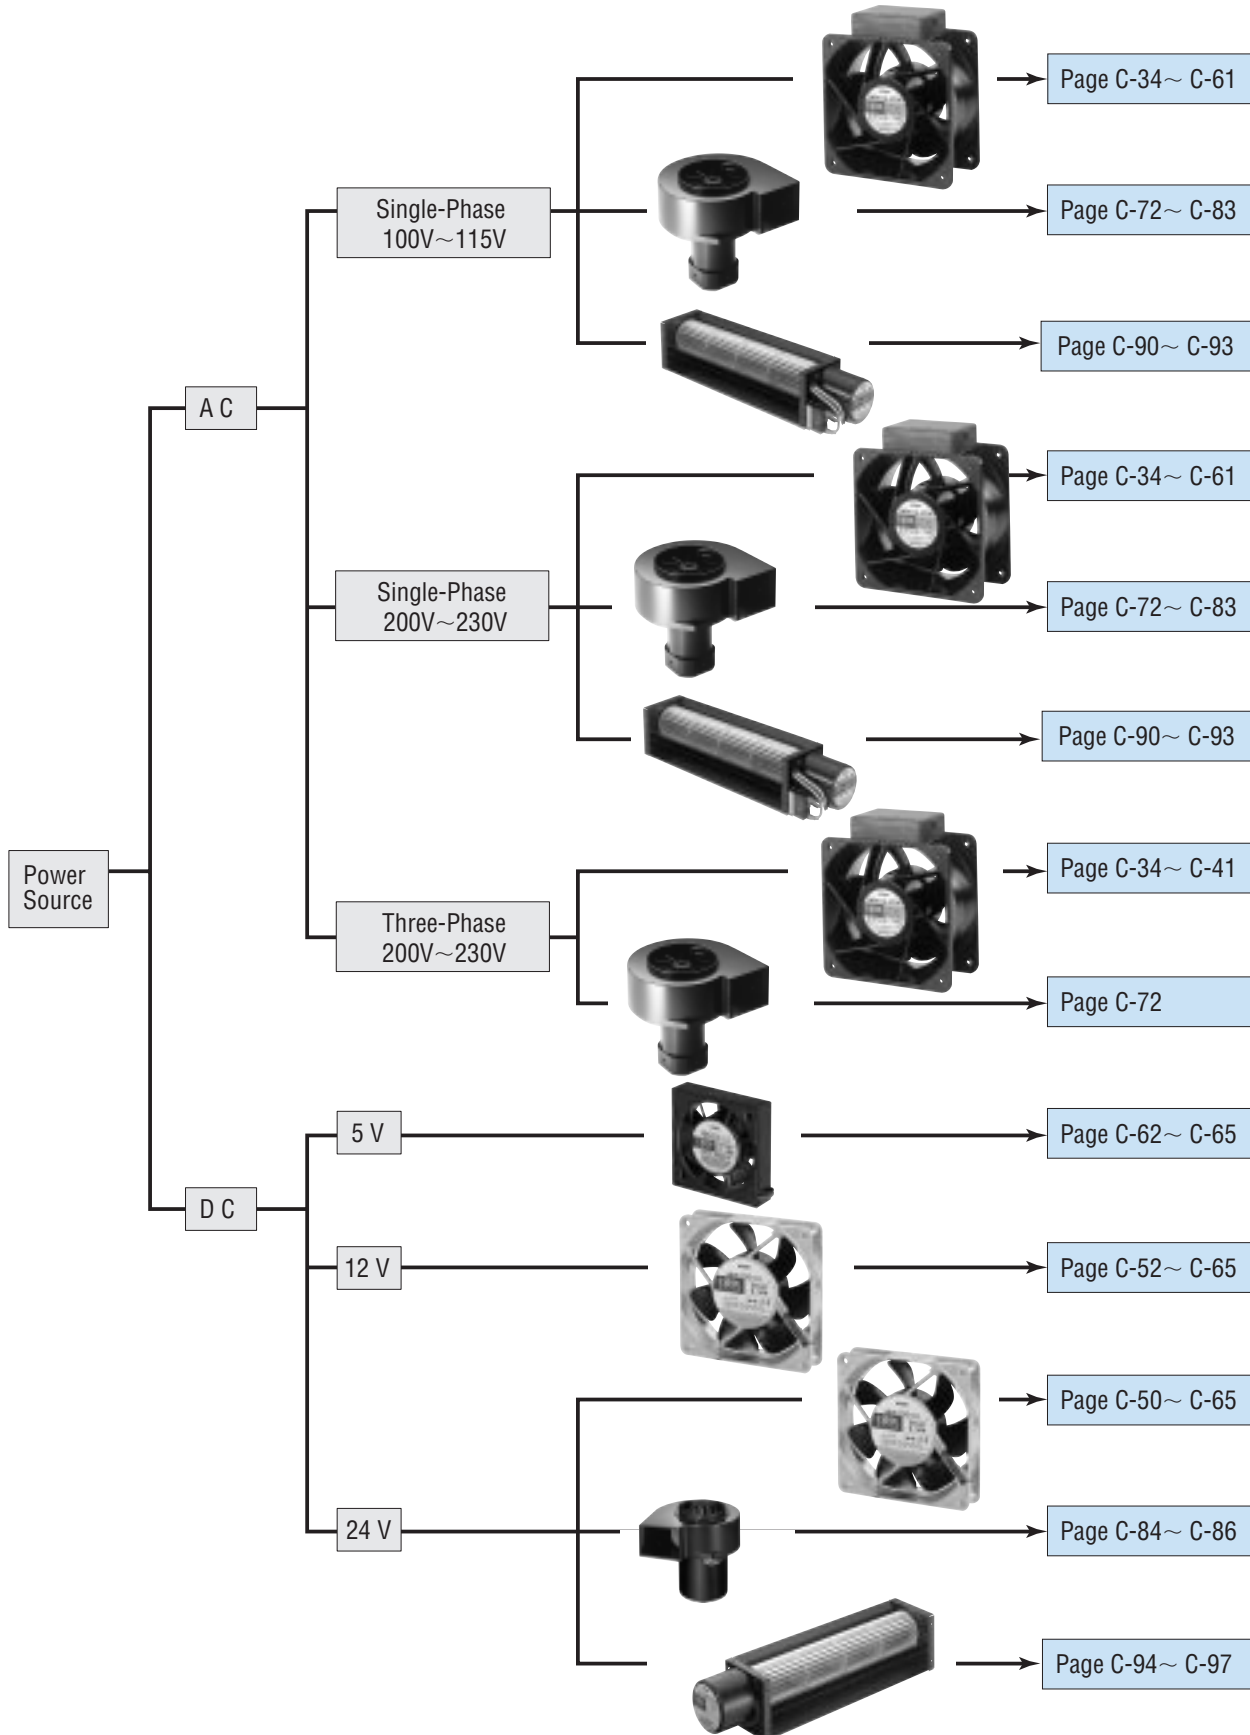 Page C-34~ C-61
Single-Phase
100V~115V
Page C-72~ C-83
Page C-90~ C-93
A C
Page C-34~ C-61
Single-Phase
200V~230V
Page C-72~ C-83
Page C-90~ C-93
Power
Source
Page C-34~ C-41
Three-Phase
200V~230V
Page C-72
5 V
Page C-62~ C-65
D C
12 V
Page C-52~ C-65
Page C-50~ C-65
24 V
Page C-84~ C-86
Page C-94~ C-97